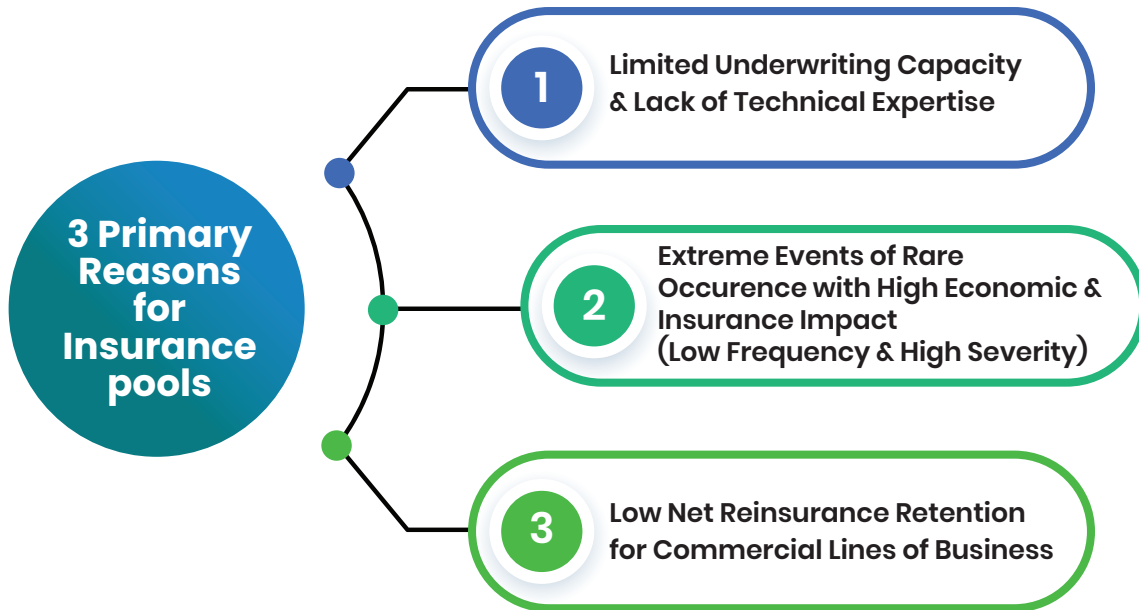 3 Primary
Reasons
for
Insurance
pools
1
Limited Underwriting Capacity
& Lack of Technical Expertise
2
Extreme Events of Rare
Occurence with High Economic &
Insurance Impact
(Low Frequency & High Severity)
3
Low Net Reinsurance Retention
for Commercial Lines of Business